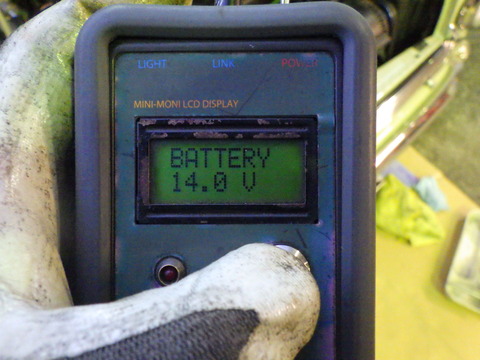 LIGHT LINK POWER
MINI-MONI LCD DISPLAY
BATTERY
14.0 V